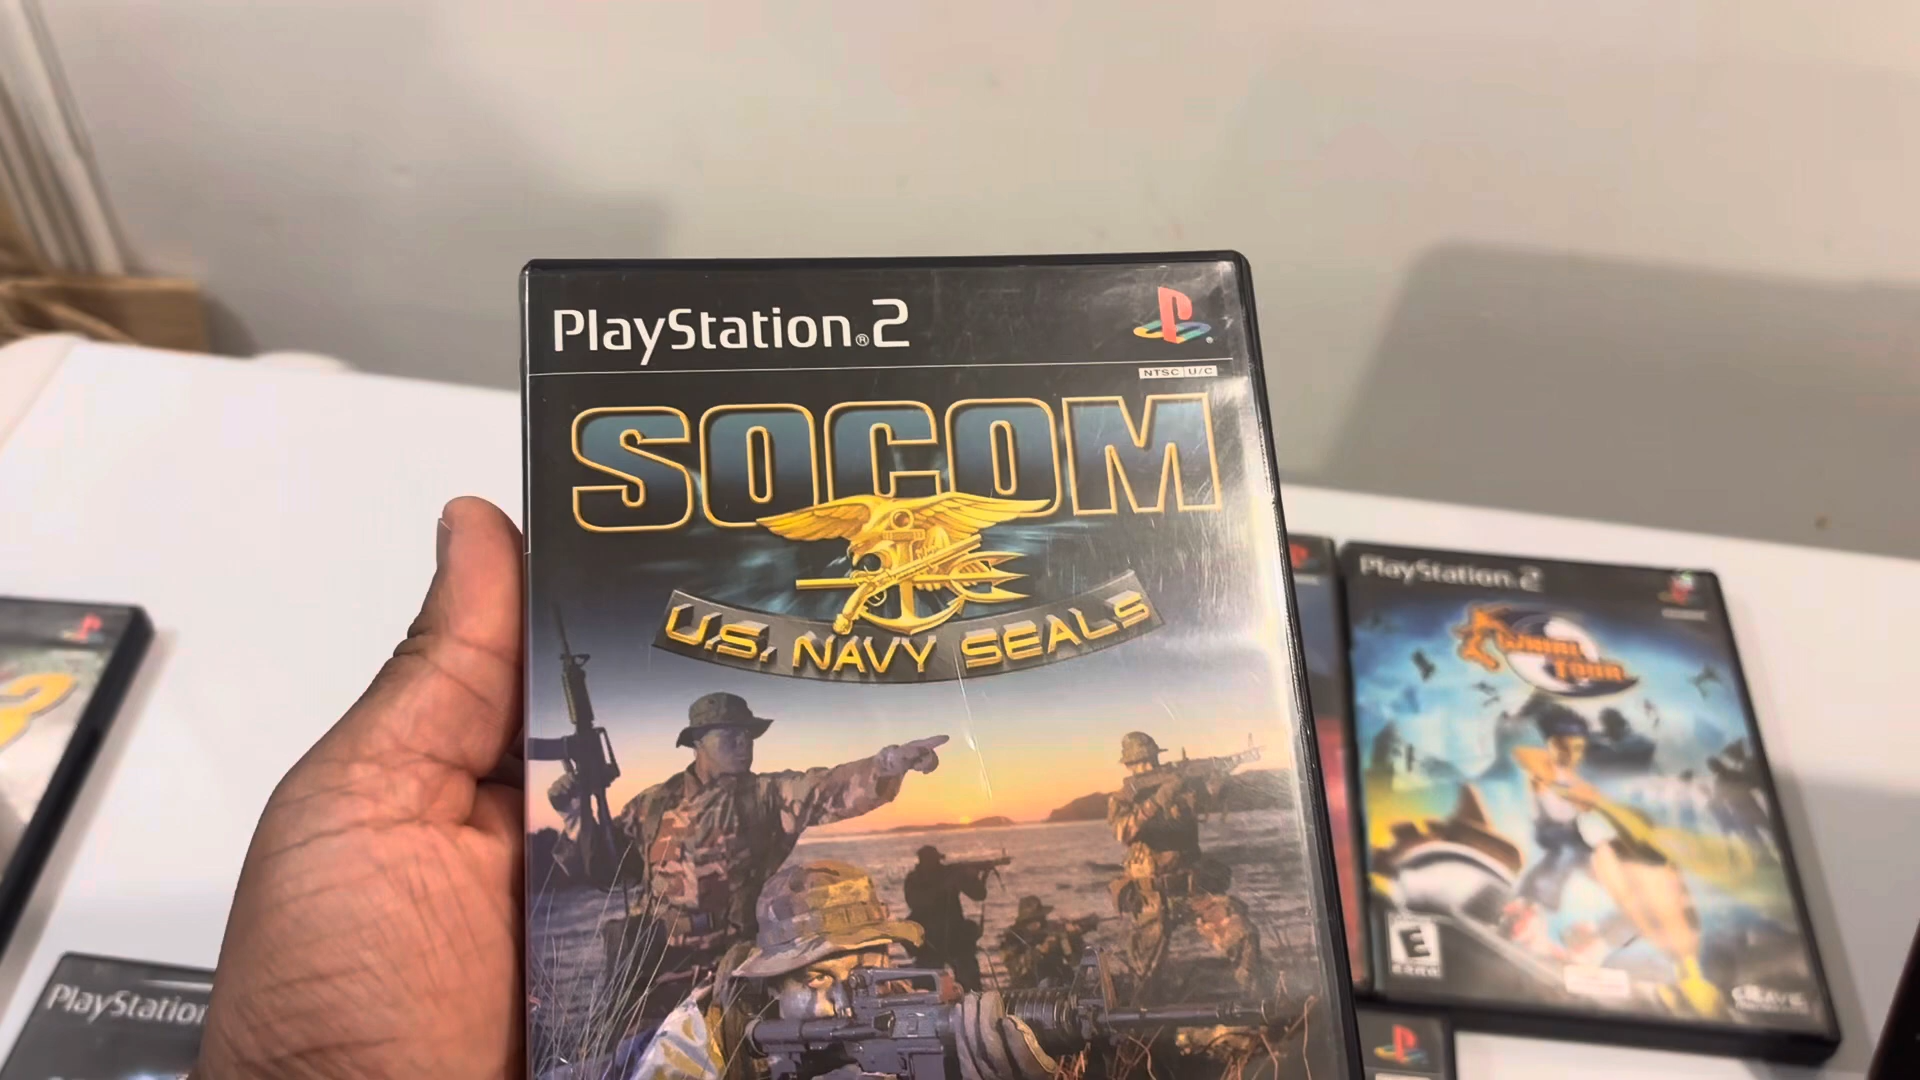 PlayStation®2
NTSC U/C
SOCOM
U.S. NAVY SEALS
PlayStation 2
E
PlayStation